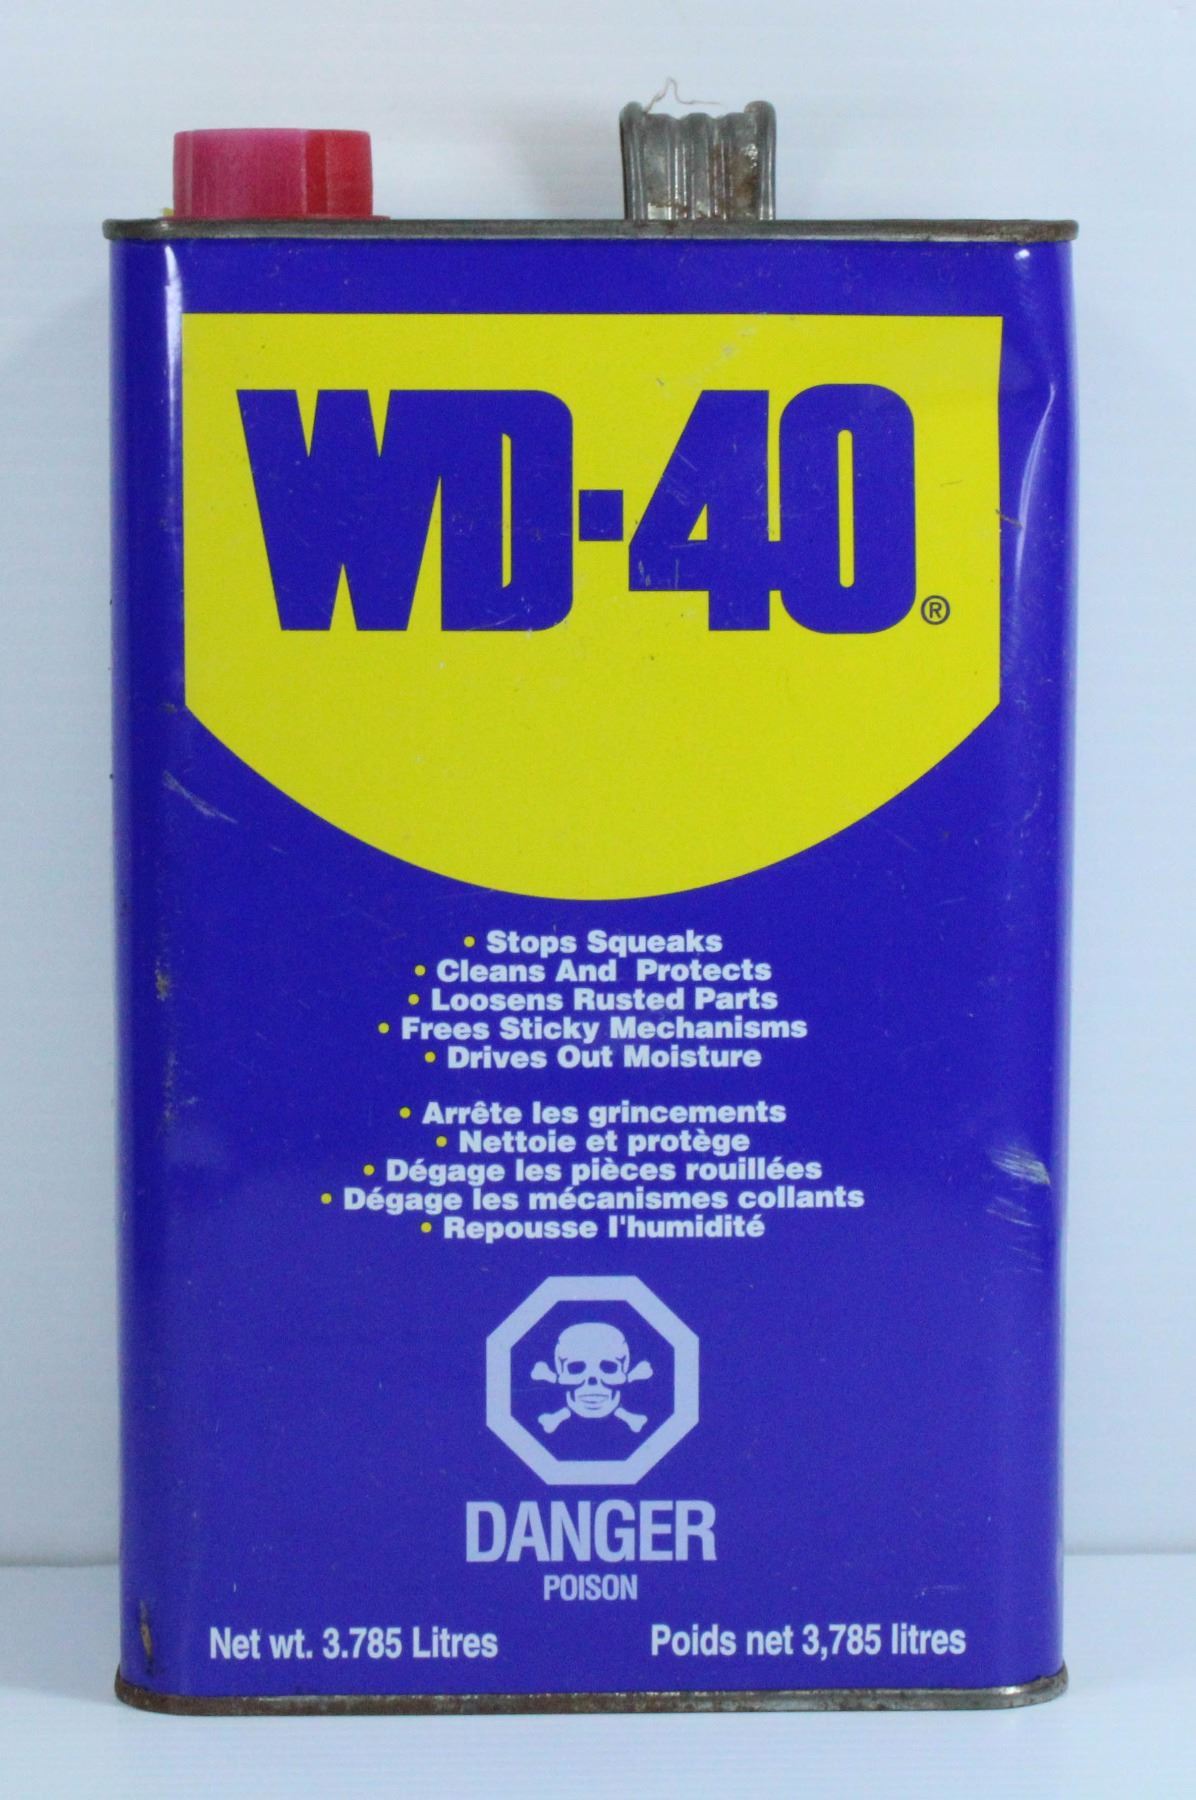 WD-40®
• Stops Squeaks
• Cleans And Protects
• Loosens Rusted Parts
• Frees Sticky Mechanisms
• Drives Out Moisture
• Arrête les grincements
• Nettoie et protège
• Dégage les pièces rouillées
• Dégage les mécanismes collants
• Repousse l'humidité
DANGER
POISON
Net wt. 3.785 Litres
Poids net 3,785 litres